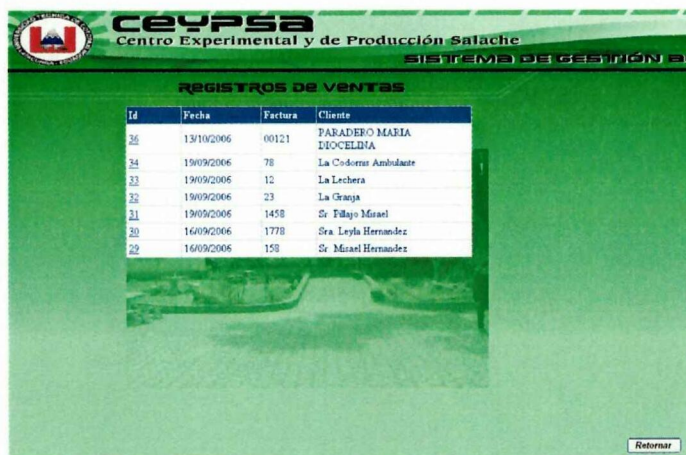 CEYPSA
Centro Experimental y de Producción Salache
SISTEMA DE GESTIÓN A
REGISTROS DE VENTAS
Id Fecha Factura Cliente
36 13/10/2006 00121 PARADERO MARIA
DIOCELINA
34 19/09/2006 78 La Codornis Ambulante
33 19/09/2006 12 La Lechera
32 19/09/2006 23 La Granja
31 19/09/2006 1458 Sr. Pillajo Misael
30 16/09/2006 1778 Sra. Leyla Hernandez
29 16/09/2006 158 Sr. Misael Hernandez
Retornar